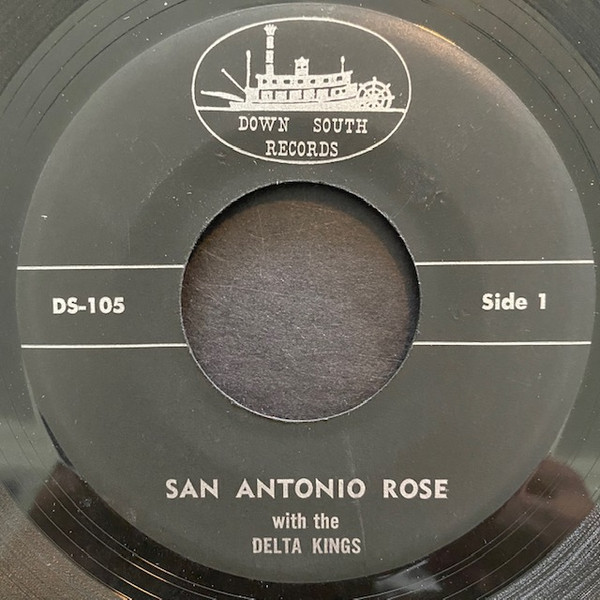 DOWN SOUTH
RECORDS
DS-105
Side 1
SAN ANTONIO ROSE
with the
DELTA KINGS